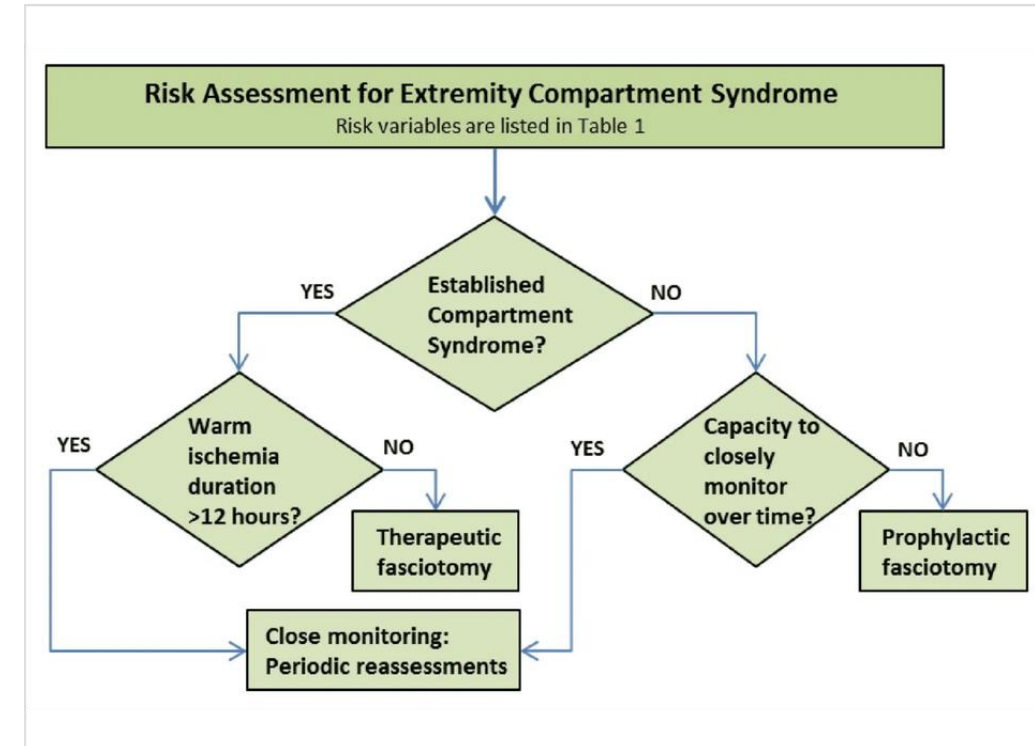 Risk Assessment for Extremity Compartment Syndrome
Risk variables are listed in Table 1
Established
Compartment
Syndrome?
YES
NO
Warm
ischemia
duration
>12 hours?
YES
NO
Therapeutic
fasciotomy
Capacity to
closely
monitor
over time?
YES
NO
Prophylactic
fasciotomy
Close monitoring:
Periodic reassessments